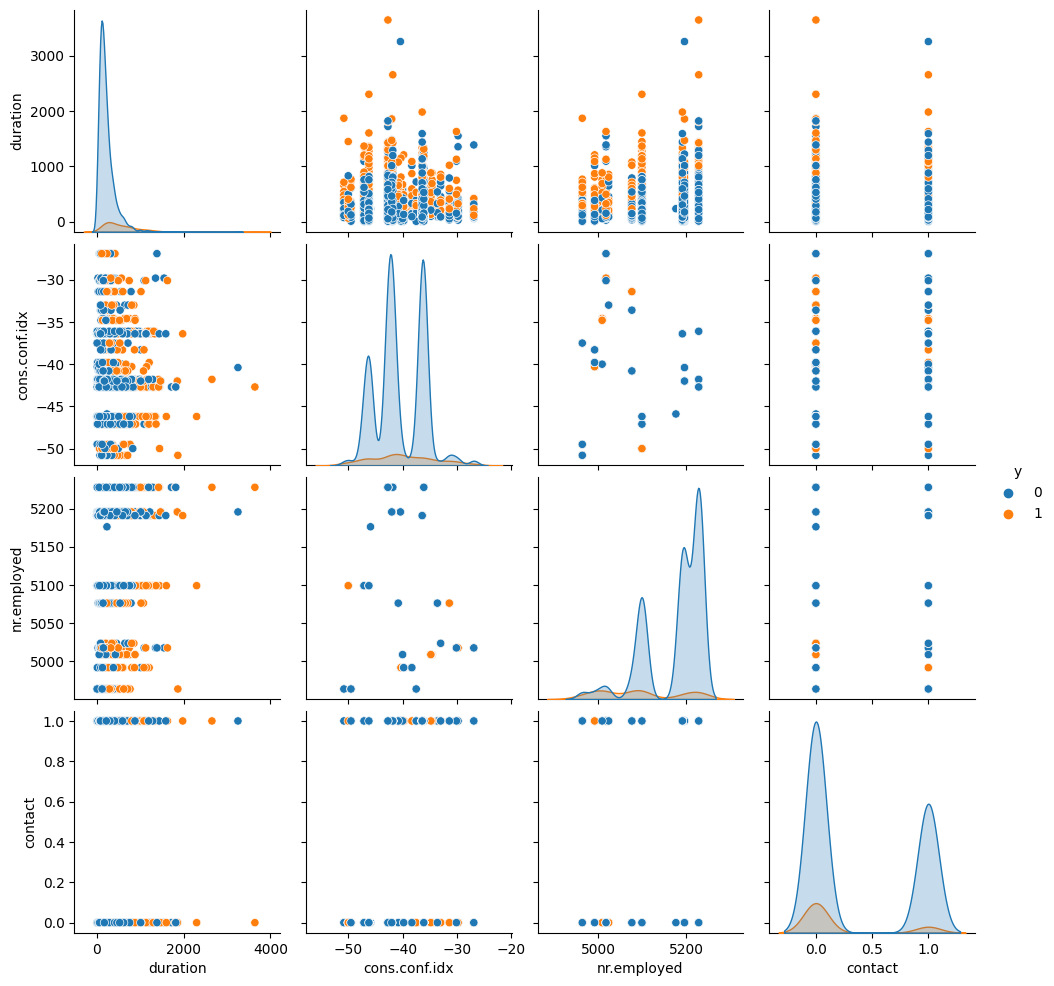 3000
2000
1000
0
duration
−30
−35
−40
−45
−50
cons.conf.idx
y
0
1
5200
5150
5100
5050
5000
nr.employed
1.0
0.8
0.6
0.4
0.2
0.0
contact
0 2000 4000
−50 −40 −30 −20
5000 5200
0.0 0.5 1.0
duration cons.conf.idx nr.employed contact